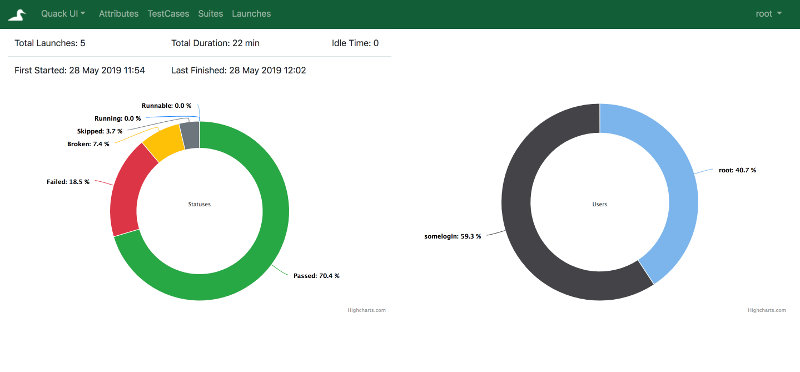 Quack UI Attributes TestCases Suites Launches root
Total Launches: 5 Total Duration: 22 min Idle Time: 0
First Started: 28 May 2019 11:54 Last Finished: 28 May 2019 12:02
Runnable: 0.0 %
Running: 0.0 %
Skipped: 3.7 %
Broken: 7.4 %
Failed: 18.5 %
Statuses
Passed: 70.4 %
Highcharts.com
root: 40.7 %
Users
somelogin: 59.3 %
Highcharts.com